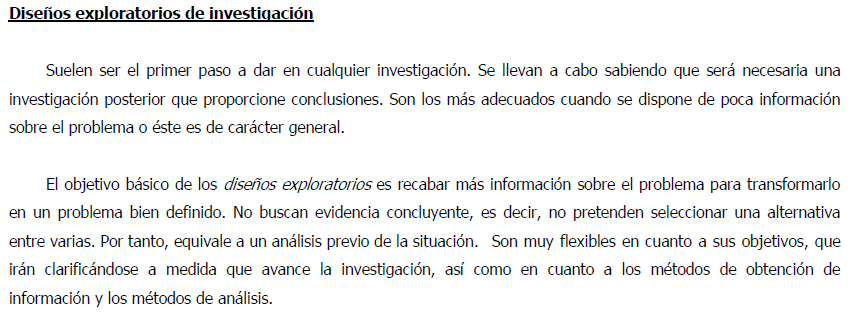 Diseños exploratorios de investigación
Suelen ser el primer paso a dar en cualquier investigación. Se llevan a cabo sabiendo que será necesaria una
investigación posterior que proporcione conclusiones. Son los más adecuados cuando se dispone de poca información
sobre el problema o éste es de carácter general.
El objetivo básico de los diseños exploratorios es recabar más información sobre el problema para transformarlo
en un problema bien definido. No buscan evidencia concluyente, es decir, no pretenden seleccionar una alternativa
entre varias. Por tanto, equivale a un análisis previo de la situación. Son muy flexibles en cuanto a sus objetivos, que
irán clarificándose a medida que avance la investigación, así como en cuanto a los métodos de obtención de
información y los métodos de análisis.